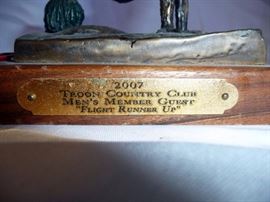 2007
Troon Country Club
Men's Member Guest
"Flight Runner Up"